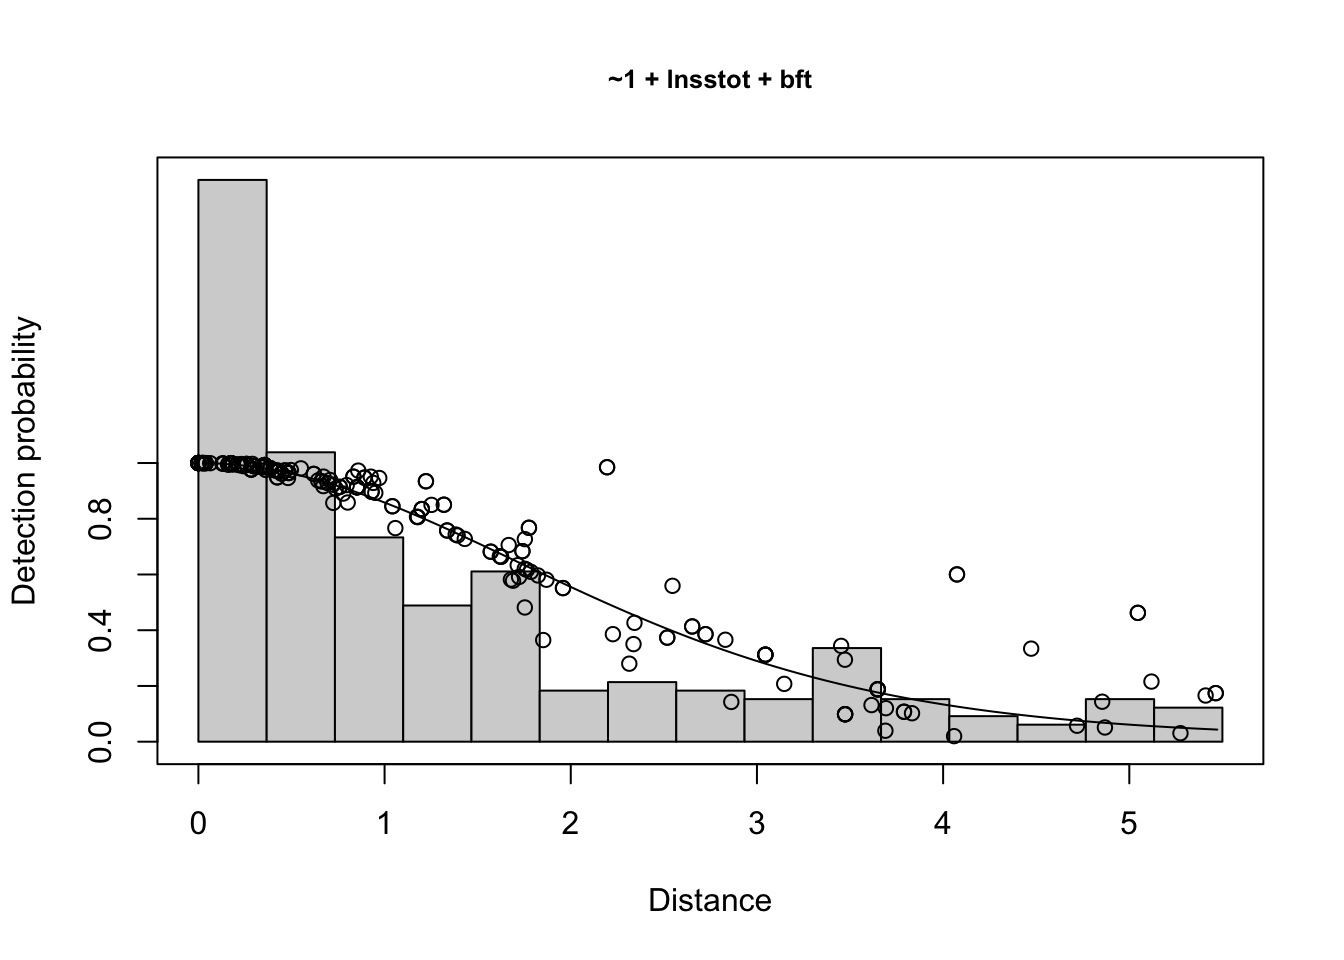 ~1 + lnsstot + bft
Detection probability
0.8
0.4
0.0
0 1 2 3 4 5
Distance